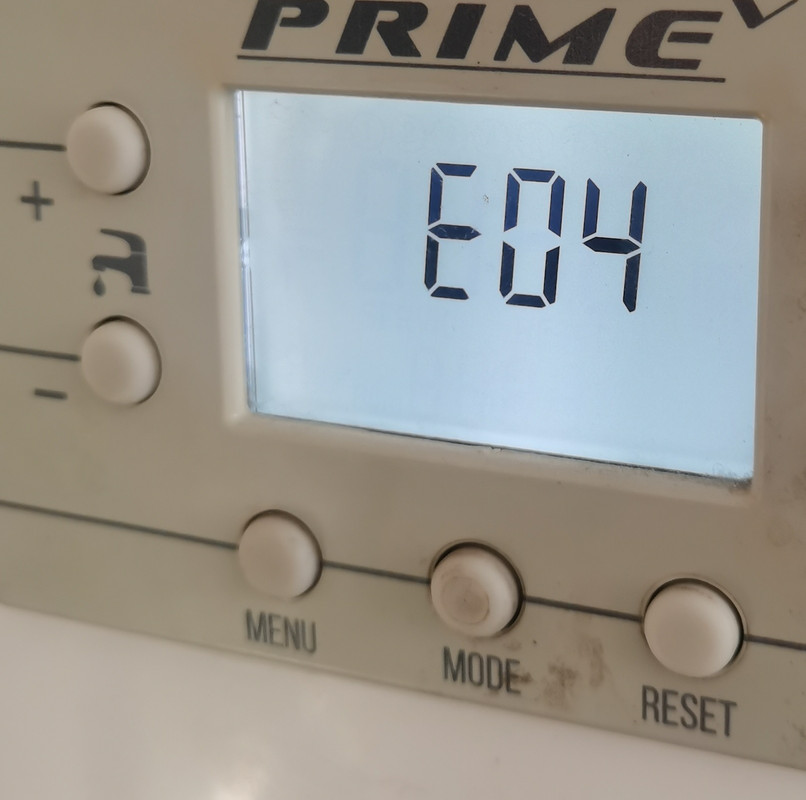 PRIME
E04
+
-
MENU
MODE
RESET